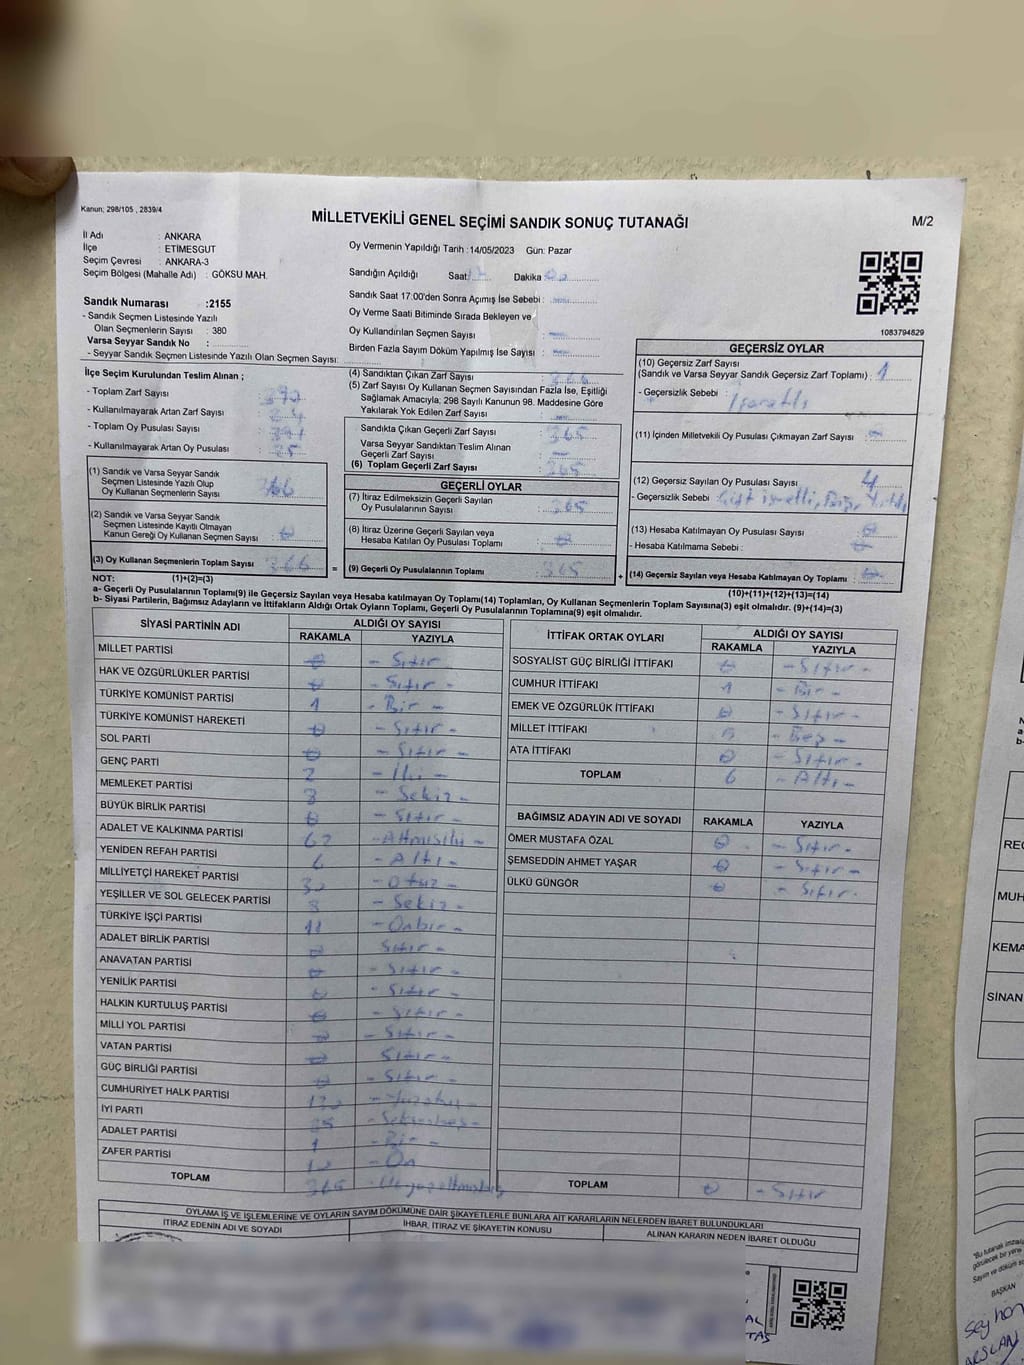 Kanun; 298/105 , 2839/4
MİLLETVEKİLİ GENEL SEÇİMİ SANDIK SONUÇ TUTANAĞI
M/2
İl Adı : ANKARA
İlçe : ETİMESGUT
Seçim Çevresi : ANKARA-3
Seçim Bölgesi (Mahalle Adı) : GÖKSU MAH.
Oy Vermenin Yapıldığı Tarih :14/05/2023 Gün: Pazar
Sandığın Açıldığı Saat Dakika
Sandık Saat 17:00'den Sonra Açımış İse Sebebi :
Oy Verme Saati Bitiminde Sırada Bekleyen ve
Oy Kullandırılan Seçmen Sayısı
Birden Fazla Sayım Döküm Yapılmış İse Sayısı :
Sandık Numarası :2155
- Sandık Seçmen Listesinde Yazılı
Olan Seçmenlerin Sayısı : 380
Varsa Seyyar Sandık No :
- Seyyar Sandık Seçmen Listesinde Yazılı Olan Seçmen Sayısı:
1083794829
İlçe Seçim Kurulundan Teslim Alınan ;
- Toplam Zarf Sayısı :
- Kullanılmayarak Artan Zarf Sayısı :
- Toplam Oy Pusulası Sayısı :
- Kullanılmayarak Artan Oy Pusulası :
(1) Sandık ve Varsa Seyyar Sandık
Seçmen Listesinde Yazılı Olup
Oy Kullanan Seçmenlerin Sayısı 366
(2) Sandık ve Varsa Seyyar Sandık
Seçmen Listesinde Kayıtlı Olmayan
Kanun Gereği Oy Kullanan Seçmen Sayısı : 0
(3) Oy Kullanan Seçmenlerin Toplam Sayısı 366
(4) Sandıktan Çıkan Zarf Sayısı : 366
(5) Zarf Sayısı Oy Kullanan Seçmen Sayısından Fazla İse, Eşitliği
Sağlamak Amacıyla; 298 Sayılı Kanunun 98. Maddesine Göre
Yakılarak Yok Edilen Zarf Sayısı :
Sandıkta Çıkan Geçerli Zarf Sayısı : 365
Varsa Seyyar Sandıktan Teslim Alınan
Geçerli Zarf Sayısı :
(6) Toplam Geçerli Zarf Sayısı : 365
GEÇERLİ OYLAR
(7) İtiraz Edilmeksizin Geçerli Sayılan
Oy Pusulalarının Sayısı : 365
(8) İtiraz Üzerine Geçerli Sayılan veya
Hesaba Katılan Oy Pusulası Toplamı : 0
= (9) Geçerli Oy Pusulalarının Toplamı : 365 +
GEÇERSİZ OYLAR
(10) Geçersiz Zarf Sayısı
(Sandık ve Varsa Seyyar Sandık Geçersiz Zarf Toplamı) : 1
- Geçersizlik Sebebi : İşaretli
(11) İçinden Milletvekili Oy Pusulası Çıkmayan Zarf Sayısı :
(12) Geçersiz Sayılan Oy Pusulası Sayısı : 4
- Geçersizlik Sebebi :
(13) Hesaba Katılmayan Oy Pusulası Sayısı : 0
- Hesaba Katılmama Sebebi :
(14) Geçersiz Sayılan veya Hesaba Katılmayan Oy Toplamı :
NOT: (1)+(2)=(3)
(10)+(11)+(12)+(13)=(14)
a- Geçerli Oy Pusulalarının Toplamı(9) ile Geçersiz Sayılan veya Hesaba katılmayan Oy Toplamı(14) Toplamları, Oy Kullanan Seçmenlerin Toplam Sayısına(3) eşit olmalıdır. (9)+(14)=(3)
b- Siyasi Partilerin, Bağımsız Adayların ve İttifakların Aldığı Ortak Oyların Toplamı, Geçerli Oy Pusulalarının Toplamına(9) eşit olmalıdır.
SİYASİ PARTİNİN ADI ALDIĞI OY SAYISI
RAKAMLA YAZIYLA
MİLLET PARTİSİ 0 - Sıfır
HAK VE ÖZGÜRLÜKLER PARTİSİ 0 - Sıfır -
TÜRKİYE KOMÜNİST PARTİSİ 1 - Bir -
TÜRKİYE KOMÜNİST HAREKETİ 0 - Sıfır -
SOL PARTİ 0 - Sıfır -
GENÇ PARTİ 2 - İki -
MEMLEKET PARTİSİ 8 - Sekiz -
BÜYÜK BİRLİK PARTİSİ 0 - Sıfır -
ADALET VE KALKINMA PARTİSİ 62 - Altmışiki -
YENİDEN REFAH PARTİSİ 6 - Altı -
MİLLİYETÇİ HAREKET PARTİSİ 30 - Otuz -
YEŞİLLER VE SOL GELECEK PARTİSİ 8 - Sekiz -
TÜRKİYE İŞÇİ PARTİSİ 11 - Onbir -
ADALET BİRLİK PARTİSİ 0 Sıfır -
ANAVATAN PARTİSİ 0 - Sıfır -
YENİLİK PARTİSİ 0 - Sıfır -
HALKIN KURTULUŞ PARTİSİ 0 - Sıfır -
MİLLİ YOL PARTİSİ 0 - Sıfır -
VATAN PARTİSİ 0 Sıfır -
GÜÇ BİRLİĞİ PARTİSİ 0 - Sıfır -
CUMHURİYET HALK PARTİSİ
İYİ PARTİ 85 - Seksenbeş -
ADALET PARTİSİ 1 - Bir -
ZAFER PARTİSİ 10 - On
TOPLAM 365
İTTİFAK ORTAK OYLARI ALDIĞI OY SAYISI
RAKAMLA YAZIYLA
SOSYALİST GÜÇ BİRLİĞİ İTTİFAKI 0 - Sıfır -
CUMHUR İTTİFAKI 1 - Bir -
EMEK VE ÖZGÜRLÜK İTTİFAKI 0 - Sıfır -
MİLLET İTTİFAKI 5 - Beş -
ATA İTTİFAKI 0 - Sıfır -
TOPLAM 6 - Altı -
BAĞIMSIZ ADAYIN ADI VE SOYADI RAKAMLA YAZIYLA
ÖMER MUSTAFA ÖZAL 0 - Sıfır -
ŞEMSEDDİN AHMET YAŞAR 0 - Sıfır -
ÜLKÜ GÜNGÖR 0 - Sıfır -
TOPLAM 0 - Sıfır
OYLAMA İŞ VE İŞLEMLERİNE VE OYLARIN SAYIM DÖKÜMÜNE DAİR ŞİKAYETLERLE BUNLARA AİT KARARLARIN NELERDEN İBARET BULUNDUKLARI
İTİRAZ EDENİN ADI VE SOYADI İHBAR, İTİRAZ VE ŞİKAYETİN KONUSU ALINAN KARARIN NEDEN İBARET OLDUĞU
MUH
KEMA
SİNAN
BAŞKAN